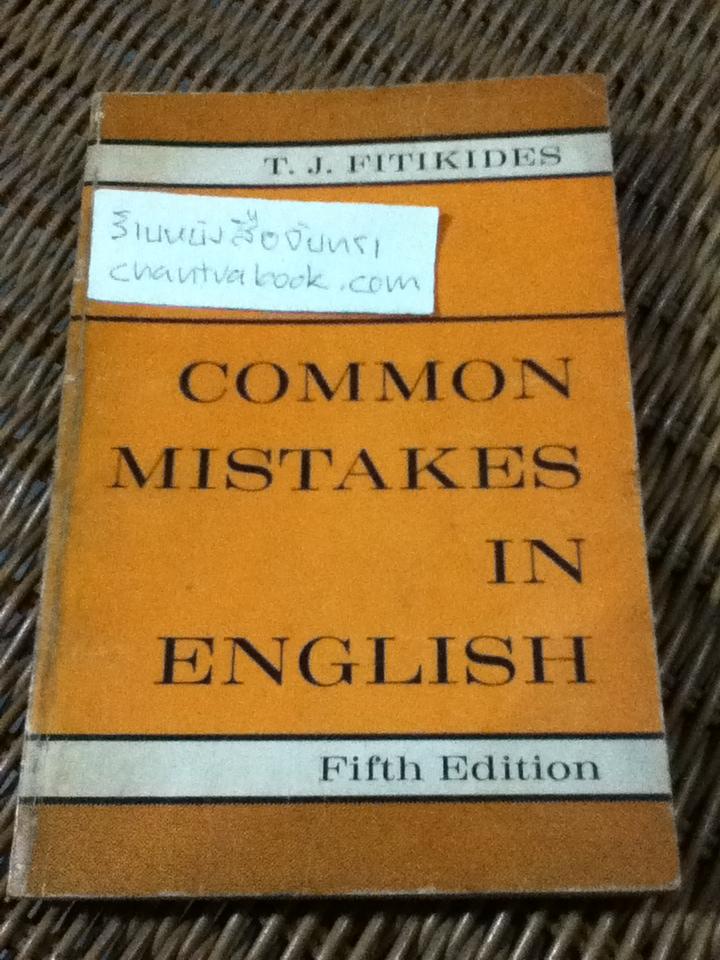 T. J. FITIKIDES
ร้านหนังสือจันทรา
chantrabook.com
COMMON
MISTAKES
IN
ENGLISH
Fifth Edition